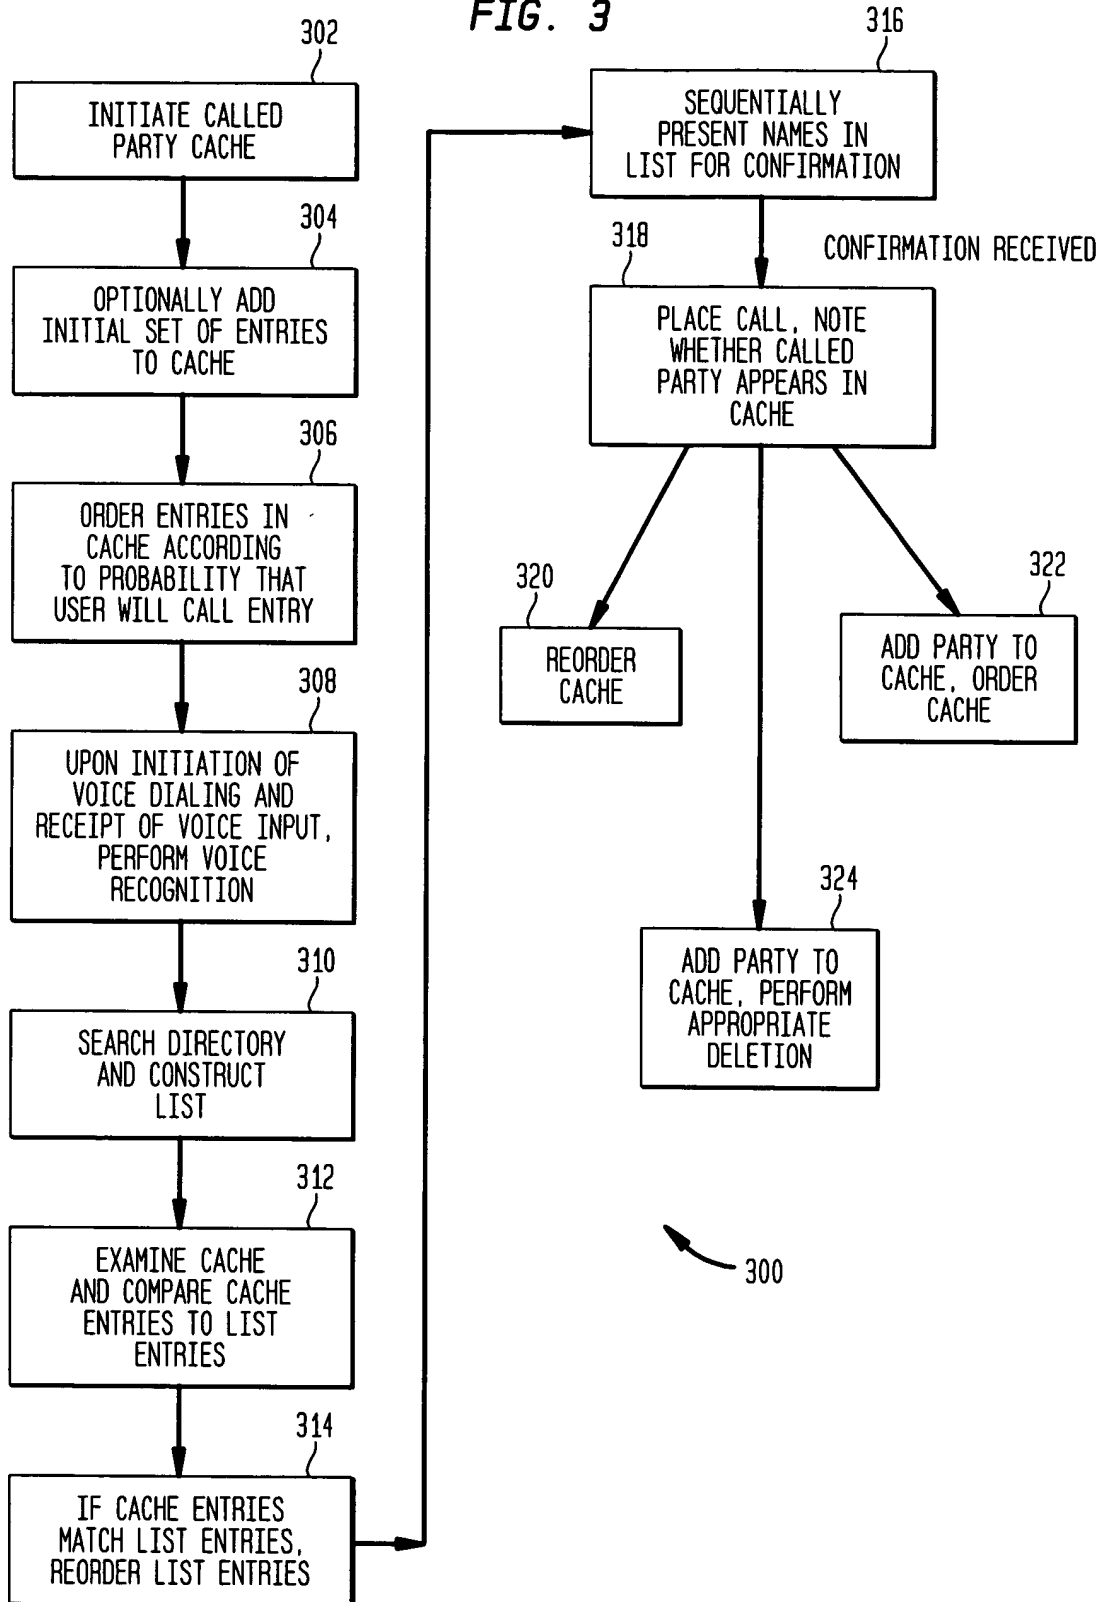 FIG. 3
302
INITIATE CALLED
PARTY CACHE
304
OPTIONALLY ADD
INITIAL SET OF ENTRIES
TO CACHE
306
ORDER ENTRIES IN
CACHE ACCORDING
TO PROBABILITY THAT
USER WILL CALL ENTRY
308
UPON INITIATION OF
VOICE DIALING AND
RECEIPT OF VOICE INPUT,
PERFORM VOICE
RECOGNITION
310
SEARCH DIRECTORY
AND CONSTRUCT
LIST
312
EXAMINE CACHE
AND COMPARE CACHE
ENTRIES TO LIST
ENTRIES
314
IF CACHE ENTRIES
MATCH LIST ENTRIES,
REORDER LIST ENTRIES
316
SEQUENTIALLY
PRESENT NAMES IN
LIST FOR CONFIRMATION
CONFIRMATION RECEIVED
318
PLACE CALL, NOTE
WHETHER CALLED
PARTY APPEARS IN
CACHE
320
REORDER
CACHE
322
ADD PARTY TO
CACHE, ORDER
CACHE
324
ADD PARTY TO
CACHE, PERFORM
APPROPRIATE
DELETION
300